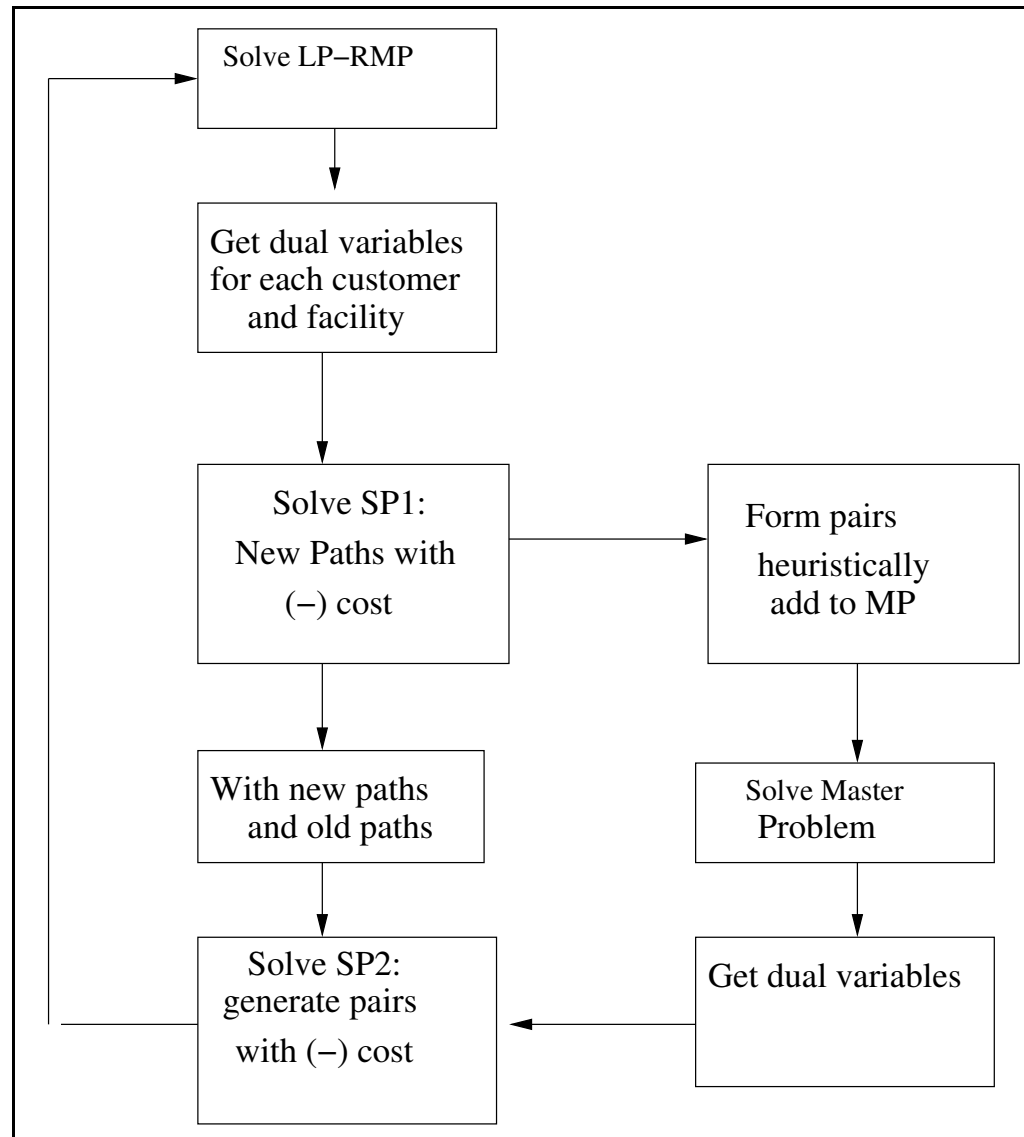 Solve LP−RMP
Get dual variables
for each customer
and facility
Solve SP1:
New Paths with
(−) cost
Form pairs
heuristically
add to MP
With new paths
and old paths
Solve Master
Problem
Solve SP2:
generate pairs
with (−) cost
Get dual variables